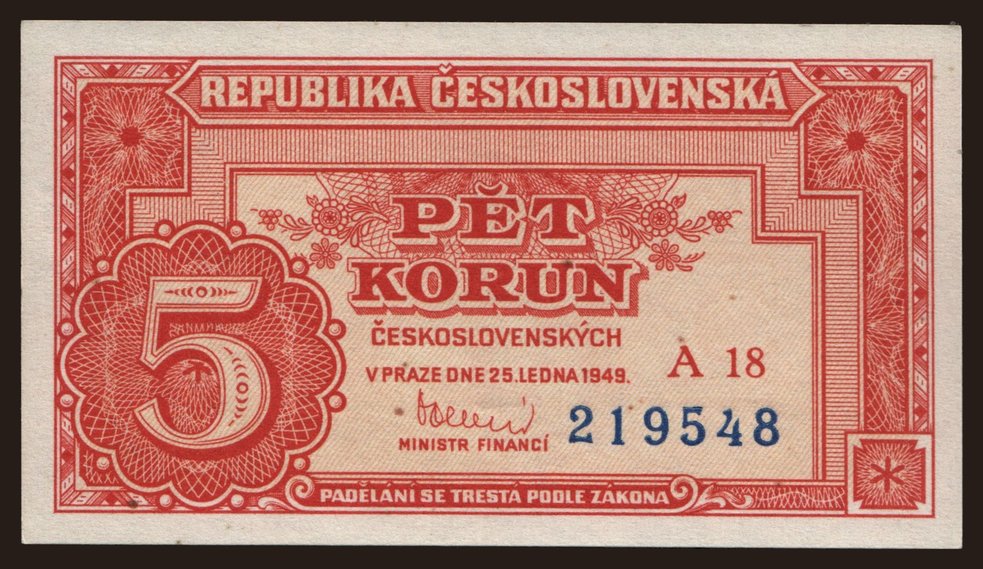 REPUBLIKA ČESKOSLOVENSKÁ
PĚT
KORUN
ČESKOSLOVENSKÝCH
V PRAZE DNE 25. LEDNA 1949.
A 18
219548
MINISTR FINANCÍ
5
PADĚLÁNÍ SE TRESTÁ PODLE ZÁKONA